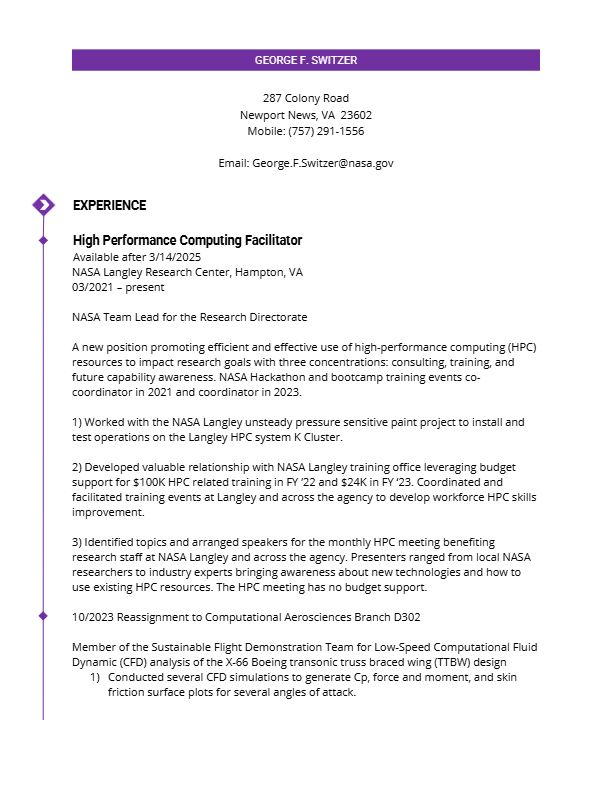 GEORGE F. SWITZER
287 Colony Road
Newport News, VA  23602
Mobile: (757) 291-1556
Email: George.F.Switzer@nasa.gov
EXPERIENCE
High Performance Computing Facilitator
Available after 3/14/2025
NASA Langley Research Center, Hampton, VA
03/2021 – present
NASA Team Lead for the Research Directorate
A new position promoting efficient and effective use of high-performance computing (HPC)
resources to impact research goals with three concentrations: consulting, training, and
future capability awareness. NASA Hackathon and bootcamp training events co-
coordinator in 2021 and coordinator in 2023.
1) Worked with the NASA Langley unsteady pressure sensitive paint project to install and
test operations on the Langley HPC system K Cluster.
2) Developed valuable relationship with NASA Langley training office leveraging budget
support for $100K HPC related training in FY ‘22 and $24K in FY ‘23. Coordinated and
facilitated training events at Langley and across the agency to develop workforce HPC skills
improvement.
3) Identified topics and arranged speakers for the monthly HPC meeting benefiting
research staff at NASA Langley and across the agency. Presenters ranged from local NASA
researchers to industry experts bringing awareness about new technologies and how to
use existing HPC resources. The HPC meeting has no budget support.
10/2023 Reassignment to Computational Aerosciences Branch D302
Member of the Sustainable Flight Demonstration Team for Low-Speed Computational Fluid
Dynamic (CFD) analysis of the X-66 Boeing transonic truss braced wing (TTBW) design
1) Conducted several CFD simulations to generate Cp, force and moment, and skin
friction surface plots for several angles of attack.